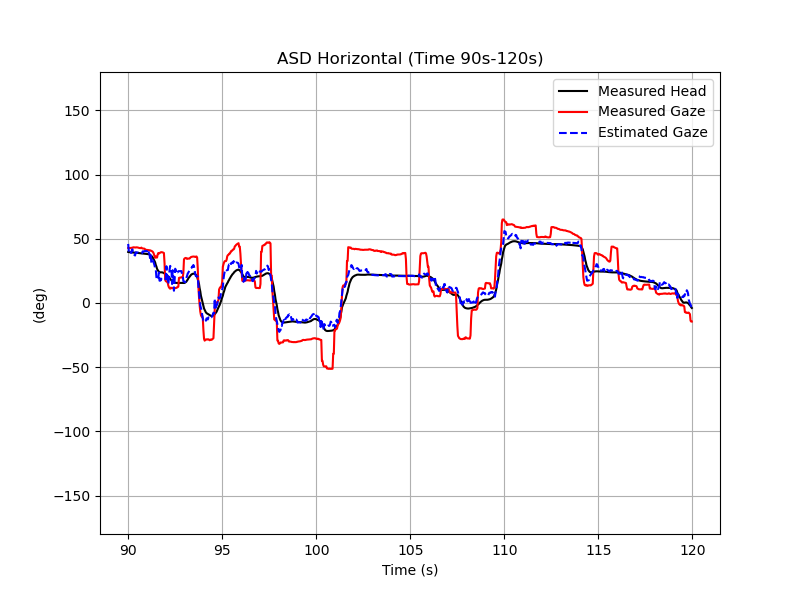 ASD Horizontal (Time 90s-120s)
Measured Head
Measured Gaze
Estimated Gaze
150
100
50
0
−50
−100
−150
(deg)
90
95
100
105
110
115
120
Time (s)